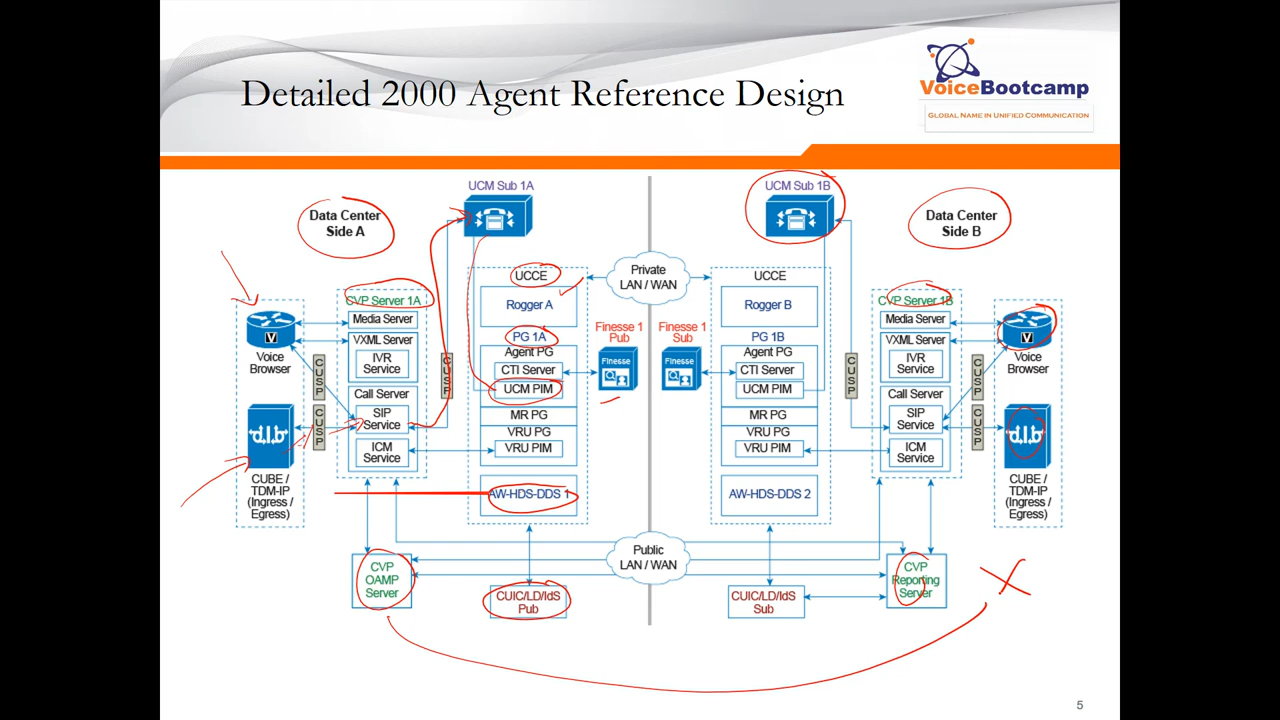 Detailed 2000 Agent Reference Design
VoiceBootcamp
GLOBAL NAME IN UNIFIED COMMUNICATION
Data Center
Side A
UCM Sub 1A
UCM Sub 1B
Data Center
Side B
CVP Server 1A
Media Server
VXML Server
IVR
Service
Call Server
SIP
Service
ICM
Service
V
Voice
Browser
CUSP
CUSP
CUSP
d.l.b
CUBE /
TDM-IP
(Ingress /
Egress)
UCCE
Rogger A
PG 1A
Agent PG
CTI Server
UCM PIM
MR PG
VRU PG
VRU PIM
AW-HDS-DDS 1
Finesse 1
Pub
Finesse
Private
LAN / WAN
Finesse 1
Sub
Finesse
UCCE
Rogger B
PG 1B
Agent PG
CTI Server
UCM PIM
MR PG
VRU PG
VRU PIM
AW-HDS-DDS 2
CUSP
CVP Server 1B
Media Server
VXML Server
IVR
Service
Call Server
SIP
Service
ICM
Service
CUSP
CUSP
V
Voice
Browser
d.l.b
CUBE /
TDM-IP
(Ingress /
Egress)
CVP
OAMP
Server
CUIC/LD/IdS
Pub
Public
LAN / WAN
CUIC/LD/IdS
Sub
CVP
Reporting
Server
5